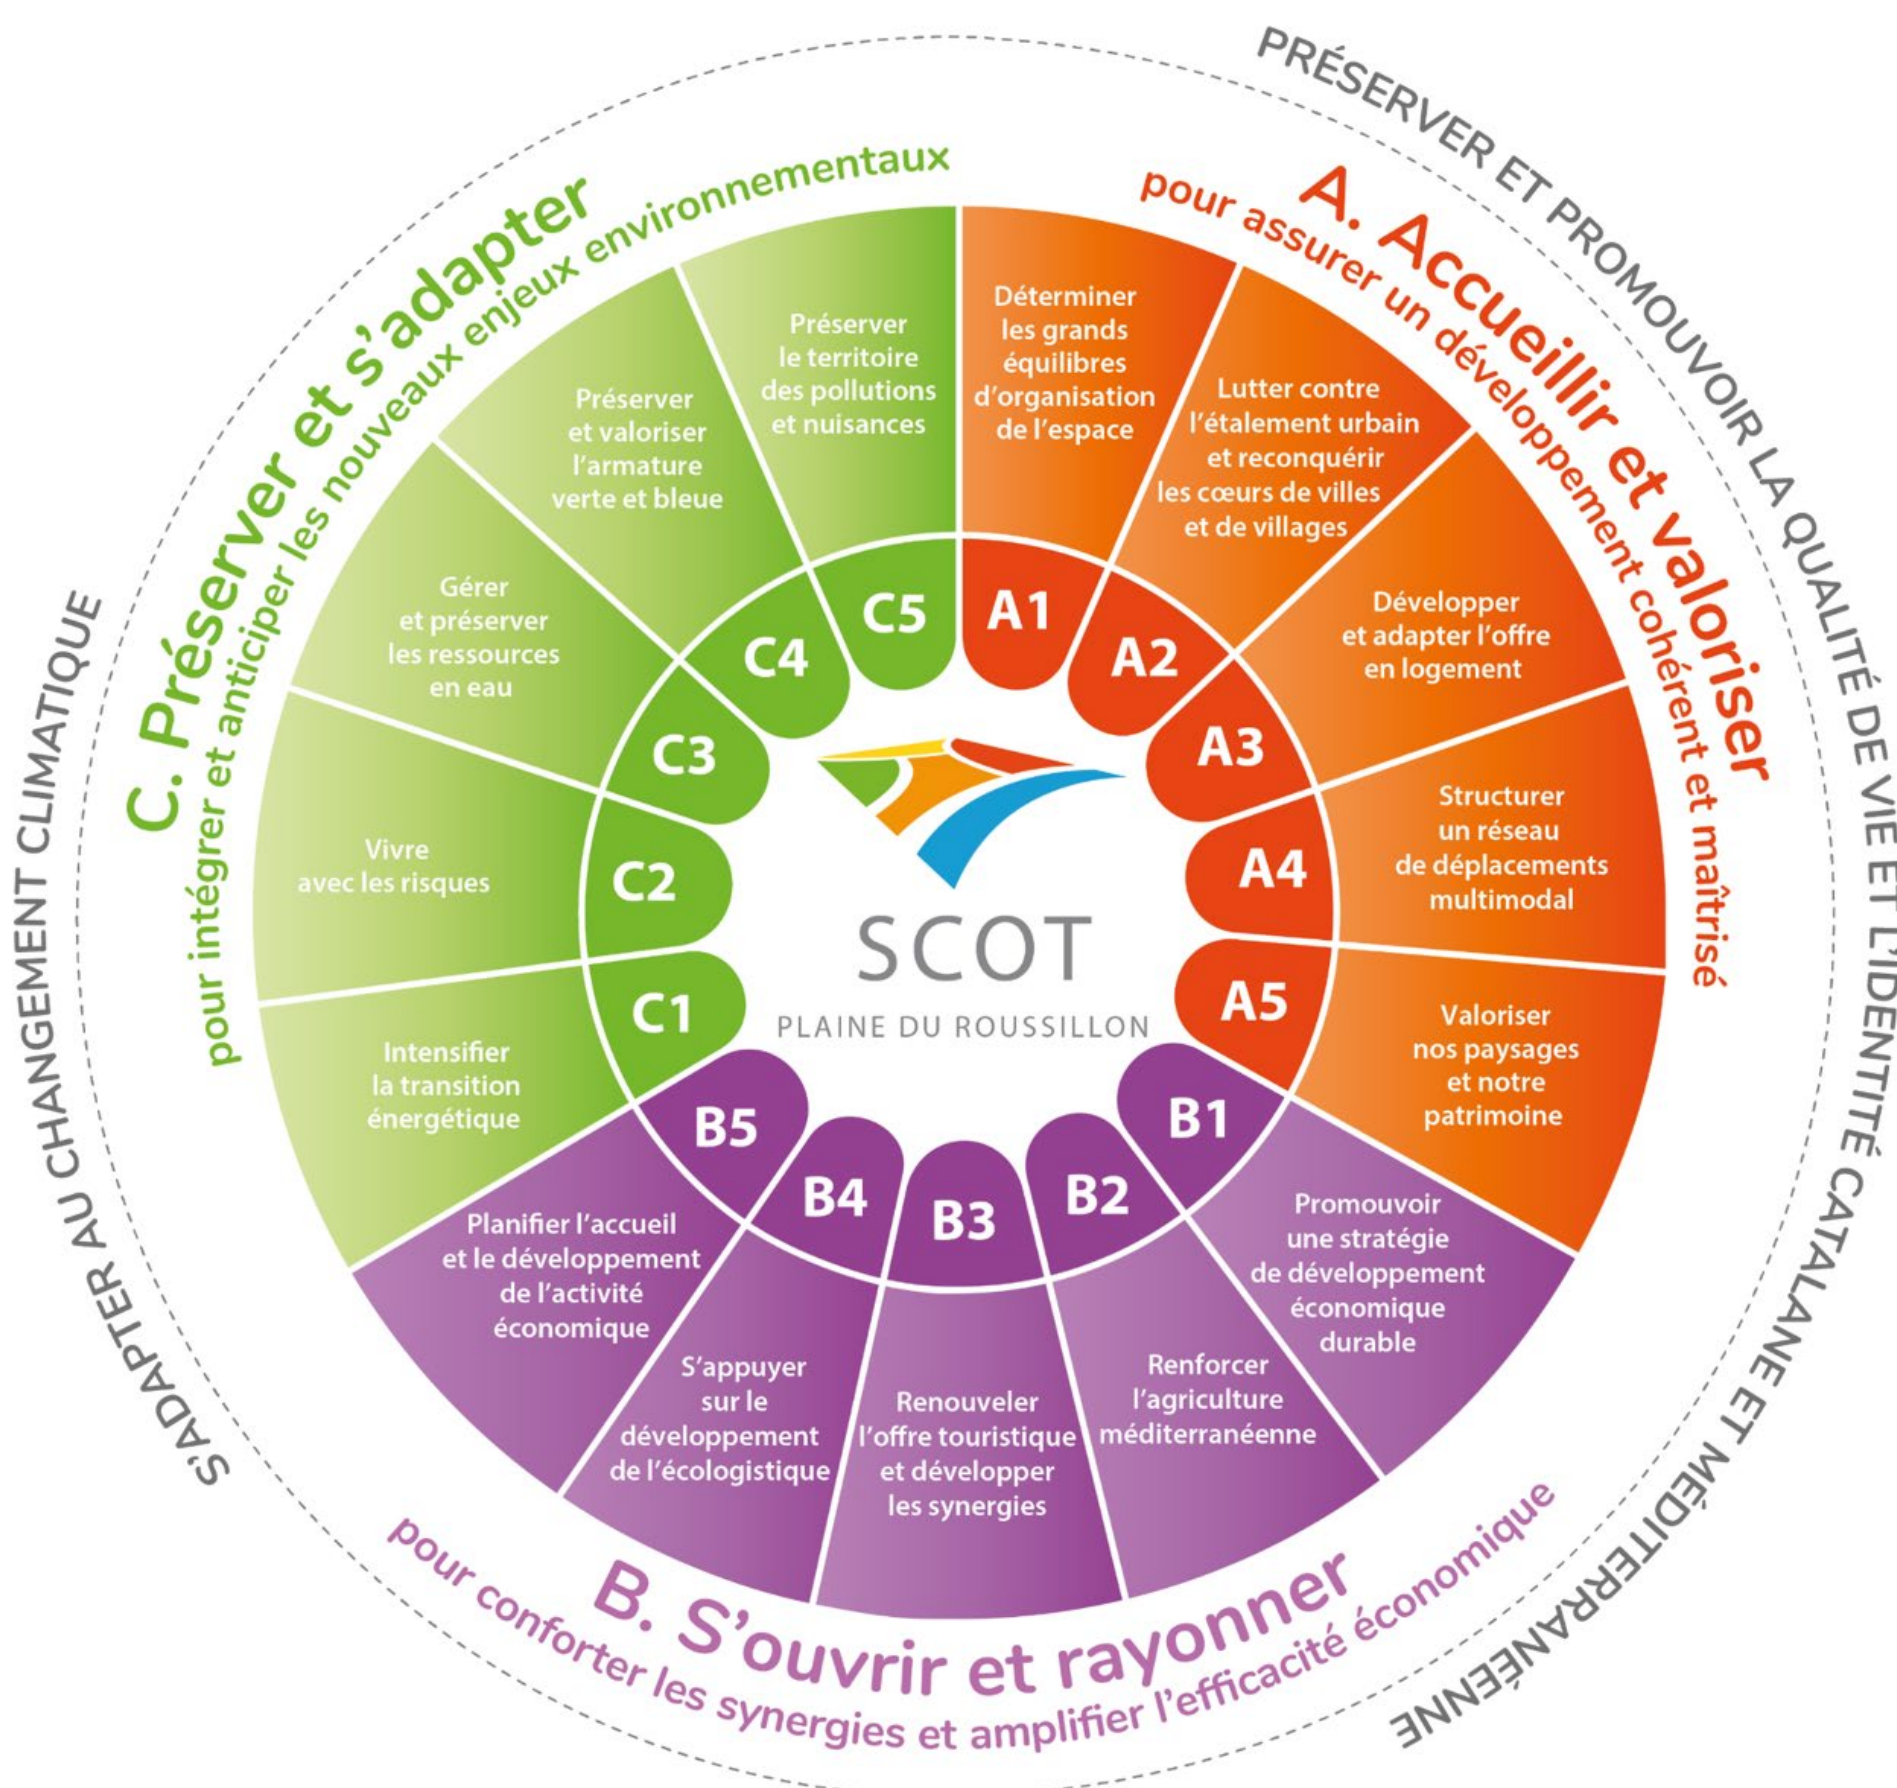 PRÉSERVER ET PROMOUVOIR LA QUALITÉ DE VIE ET L'IDENTITÉ CATALANE ET MÉDITERRANÉENNE
S'ADAPTER AU CHANGEMENT CLIMATIQUE
A. Accueillir et valoriser
pour assurer un développement cohérent et maîtrisé
A1
Déterminer
les grands
équilibres
d'organisation
de l'espace
A2
Lutter contre
l'étalement urbain
et reconquérir
les cœurs de villes
et de villages
A3
Développer
et adapter l'offre
en logement
A4
Structurer
un réseau
de déplacements
multimodal
A5
Valoriser
nos paysages
et notre
patrimoine
B. S'ouvrir et rayonner
pour conforter les synergies et amplifier l'efficacité économique
B1
Promouvoir
une stratégie
de développement
économique
durable
B2
Renforcer
l'agriculture
méditerranéenne
B3
Renouveler
l'offre touristique
et développer
les synergies
B4
S'appuyer
sur le
développement
de l'écologistique
B5
Planifier l'accueil
et le développement
de l'activité
économique
C. Préserver et s'adapter
pour intégrer et anticiper les nouveaux enjeux environnementaux
C1
Intensifier
la transition
énergétique
C2
Vivre
avec les risques
C3
Gérer
et préserver
les ressources
en eau
C4
Préserver
et valoriser
l'armature
verte et bleue
C5
Préserver
le territoire
des pollutions
et nuisances
SCOT
PLAINE DU ROUSSILLON